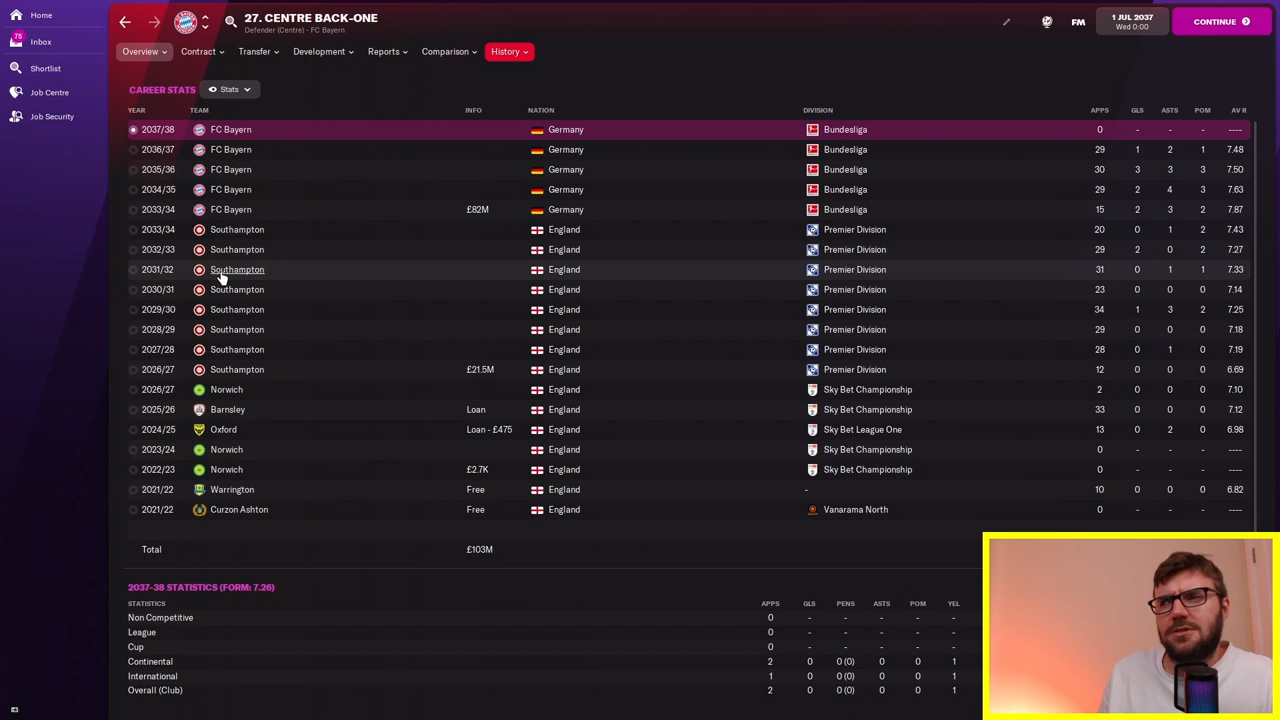 Home
75
Inbox
Shortlist
Job Centre
Job Security
27. CENTRE BACK-ONE
Defender (Centre) - FC Bayern
FM
1 JUL 2037
Wed 0:00
CONTINUE
Overview Contract Transfer Development Reports Comparison History
CAREER STATS Stats
YEAR TEAM INFO NATION DIVISION APPS GLS ASTS POM AV R
2037/38 FC Bayern Germany Bundesliga 0 - - - ----
2036/37 FC Bayern Germany Bundesliga 29 1 2 1 7.48
2035/36 FC Bayern Germany Bundesliga 30 3 3 3 7.50
2034/35 FC Bayern Germany Bundesliga 29 2 4 3 7.63
2033/34 FC Bayern £82M Germany Bundesliga 15 2 3 2 7.87
2033/34 Southampton England Premier Division 20 0 1 2 7.43
2032/33 Southampton England Premier Division 29 2 0 2 7.27
2031/32 Southampton England Premier Division 31 0 1 1 7.33
2030/31 Southampton England Premier Division 23 0 0 0 7.14
2029/30 Southampton England Premier Division 34 1 3 2 7.25
2028/29 Southampton England Premier Division 29 0 0 0 7.18
2027/28 Southampton England Premier Division 28 0 1 0 7.19
2026/27 Southampton £21.5M England Premier Division 12 0 0 0 6.69
2026/27 Norwich England Sky Bet Championship 2 0 0 0 7.10
2025/26 Barnsley Loan England Sky Bet Championship 33 0 0 0 7.12
2024/25 Oxford Loan - £475 England Sky Bet League One 13 0 2 0 6.98
2023/24 Norwich England Sky Bet Championship 0 - - - ----
2022/23 Norwich £2.7K England Sky Bet Championship 0 - - - ----
2021/22 Warrington Free England - 10 0 0 0 6.82
2021/22 Curzon Ashton Free England Vanarama North 0 - - - ----
Total £103M
2037-38 STATISTICS (FORM: 7.26)
STATISTICS APPS GLS PENS ASTS POM YEL
Non Competitive 0 - - - - -
League 0 - - - - -
Cup 0 - - - - -
Continental 2 0 0 (0) 0 0 1
International 1 0 0 (0) 0 0 1
Overall (Club) 2 0 0 (0) 0 0 1